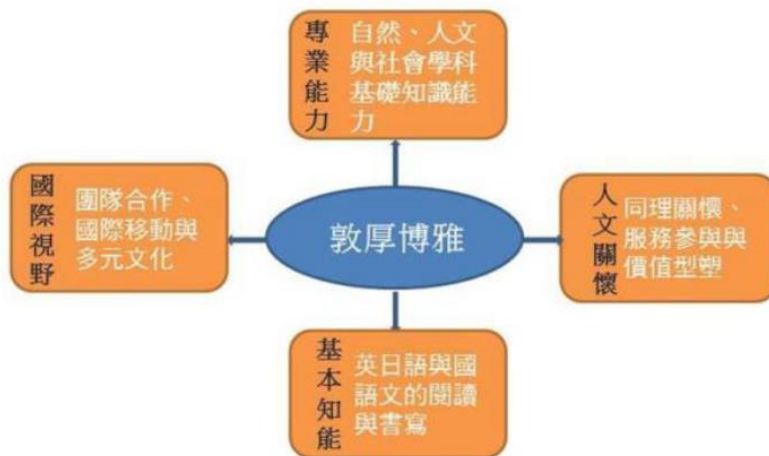 專業能力
自然、人文
與社會學科
基礎知識能
力
國際視野
團隊合作、
國際移動與
多元文化
敦厚博雅
人文關懷
同理關懷、
服務參與與
價值型塑
基本知能
英日語與國
語文的閱讀
與書寫